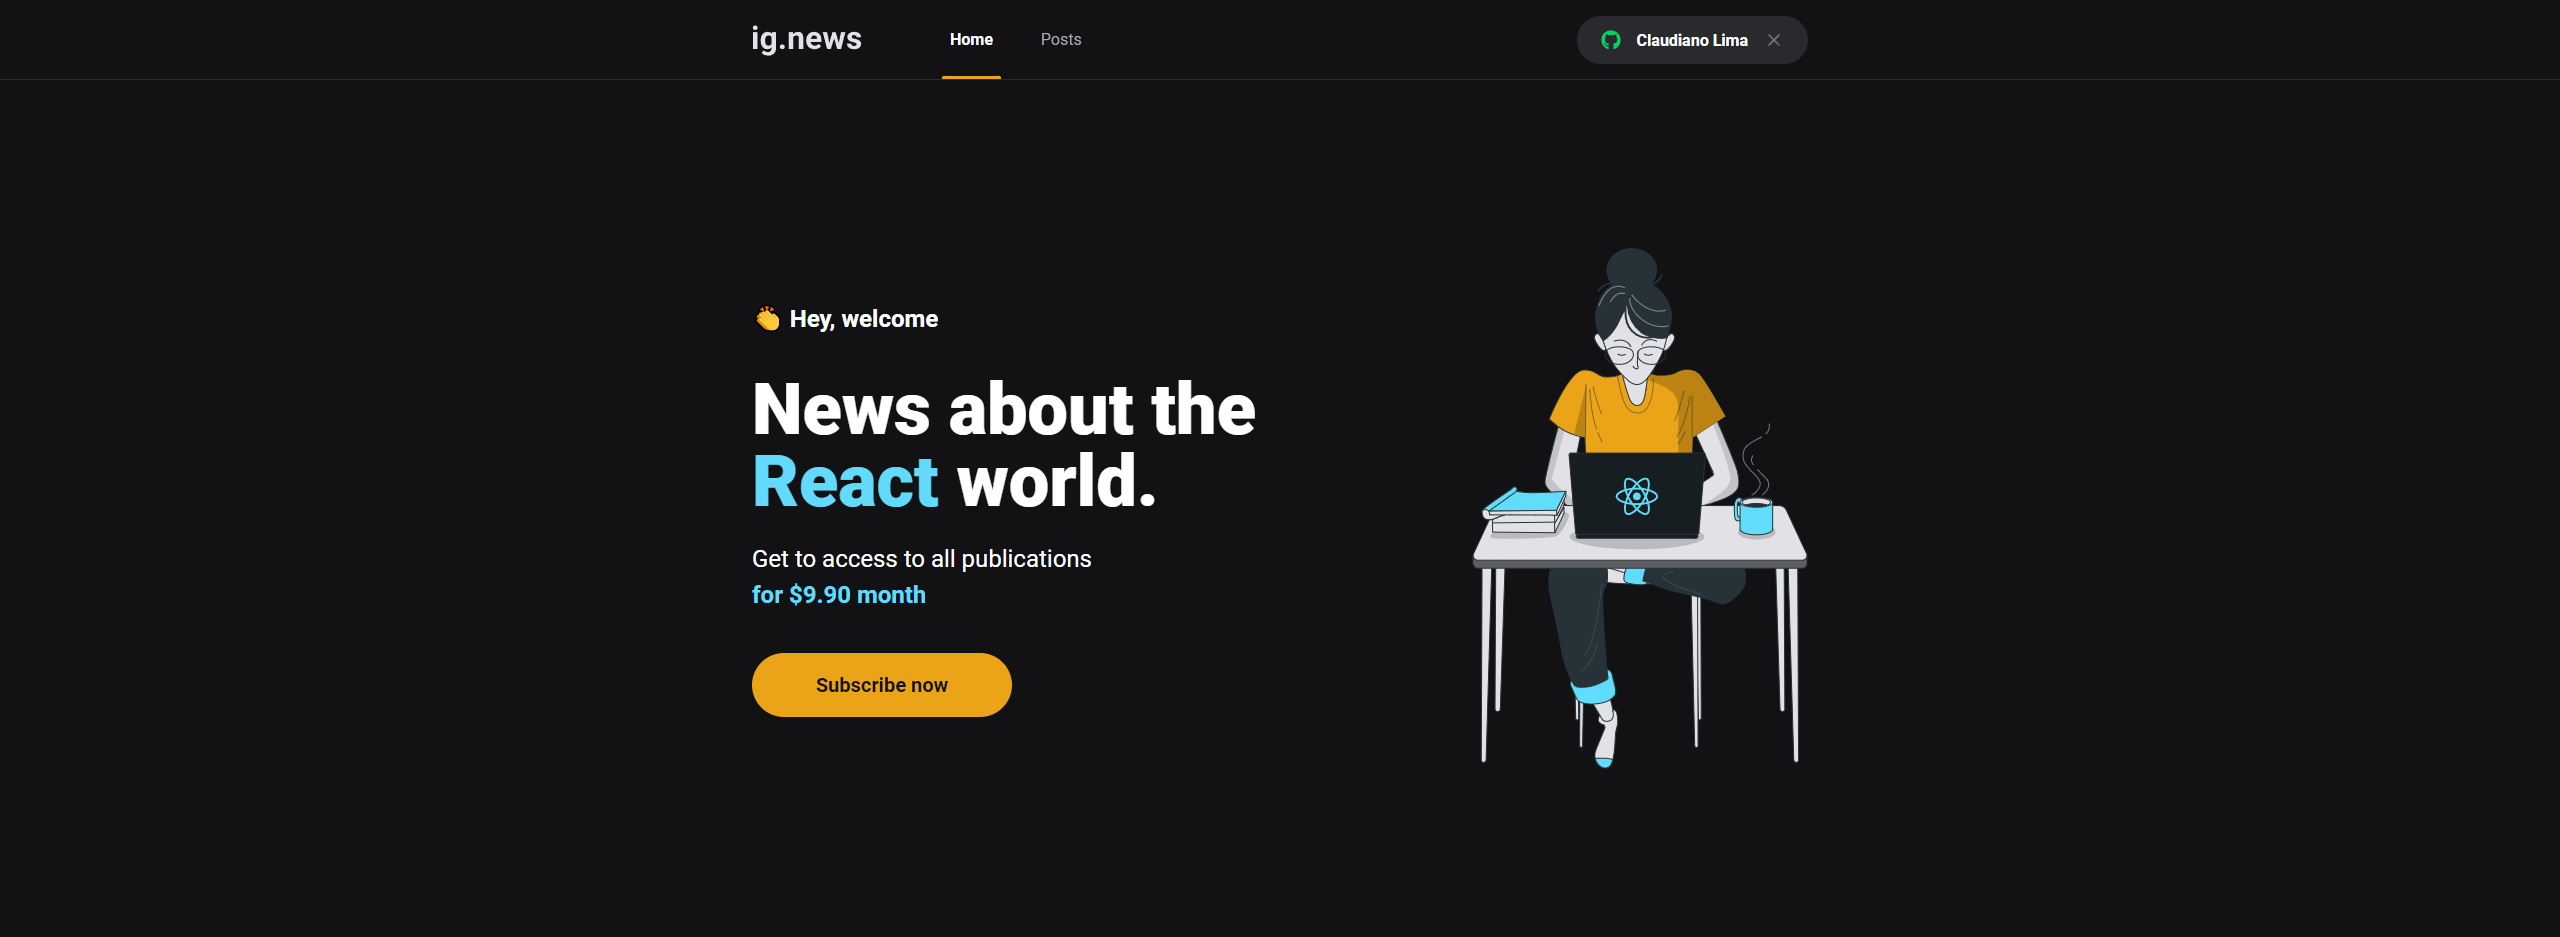 ig.news
Home
Posts
Claudiano Lima
👏 Hey, welcome
News about the
React world.
Get to access to all publications
for $9.90 month
Subscribe now